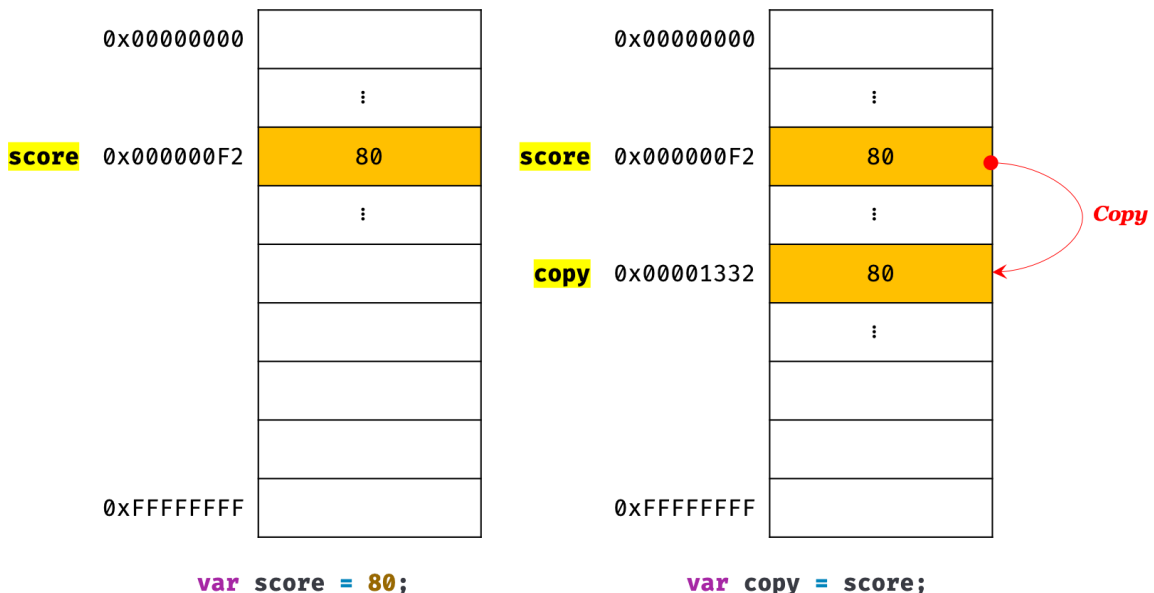 0x00000000
⋮
score 0x000000F2 80
⋮
0xFFFFFFFF
var score = 80;
0x00000000
⋮
score 0x000000F2 80
⋮
Copy
copy 0x00001332 80
⋮
0xFFFFFFFF
var copy = score;